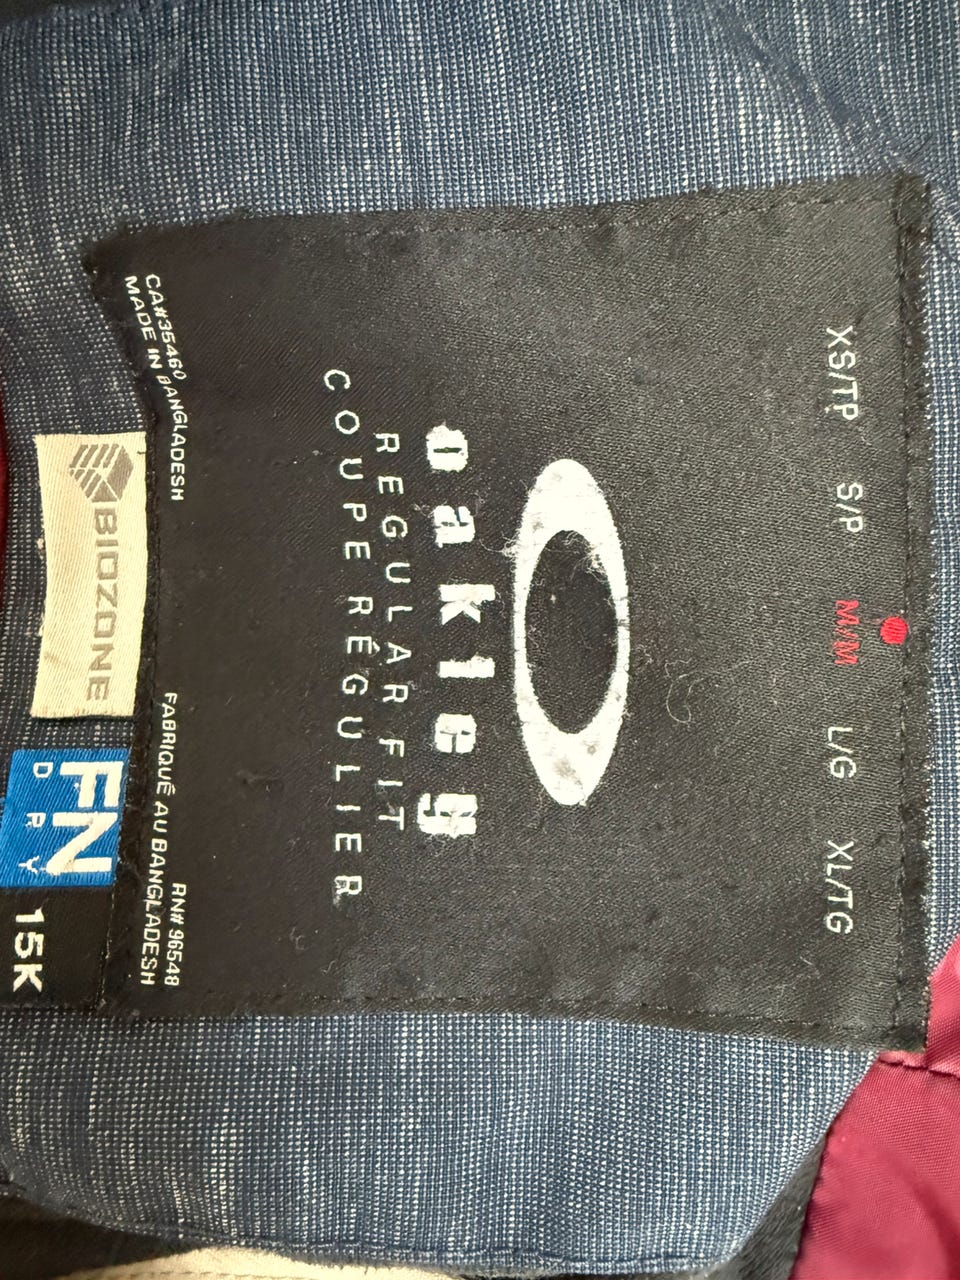 XS/TP S/P M/M L/G XL/TG
oakley
REGULAR FIT
COUPE RÉGULIER
CA#35460
MADE IN BANGLADESH
RN# 96548
FABRIQUÉ AU BANGLADESH
BIOZONE
FN
DRY
15K